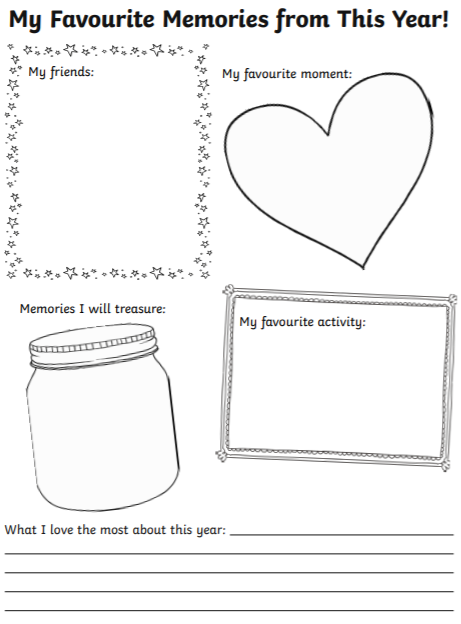 My Favourite Memories from This Year!
My friends:
My favourite moment:
Memories I will treasure:
My favourite activity:
What I love the most about this year: